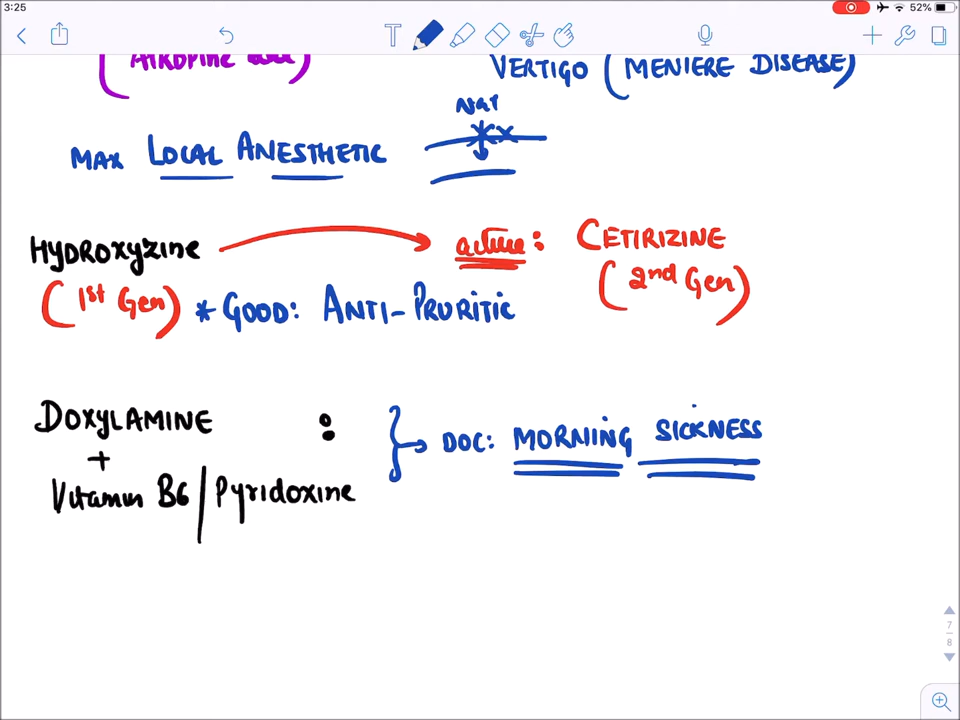 3:25
52%
T
(ATROPINE
VERTIGO (MENIERE DISEASE)
Na+
MAX LOCAL ANESTHETIC
HYDROXYZINE
active: CETIRIZINE
(1st Gen)
(2nd Gen)
* GOOD: ANTI-PRURITIC
DOXYLAMINE :
+
Vitamin B6/Pyridoxine
DOC: MORNING SICKNESS
7
8